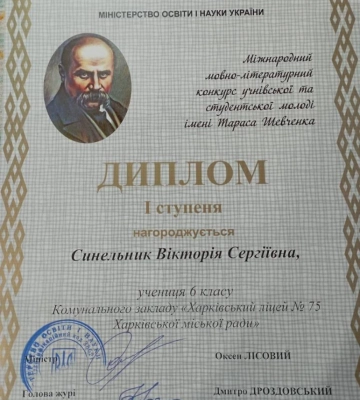 МІНІСТЕРСТВО ОСВІТИ І НАУКИ УКРАЇНИ
Міжнародний
мовно-літературний
конкурс учнівської та
студентської молоді
імені Тараса Шевченка
ДИПЛОМ
І ступеня
нагороджується
Синельник Вікторія Сергіївна,
учениця 6 класу
Комунального закладу «Харківський ліцей № 75
Харківської міської ради»
Міністр
Оксен ЛІСОВИЙ
Голова журі
Дмитро ДРОЗДОВСЬКИЙ